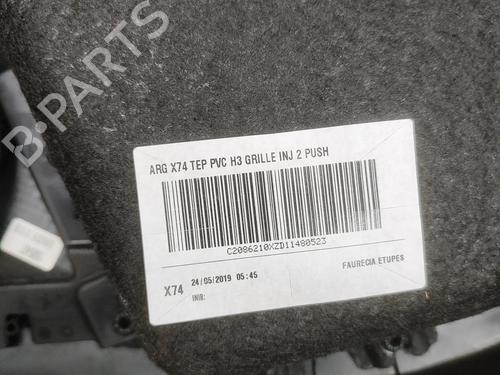 B-PARTS
ARG X74 TEP PVC H3 GRILLE INJ 2 PUSH
C2086210XZD11480523
X74 24/05/2019 05:45 FAURECIA ETUPES
INIR: